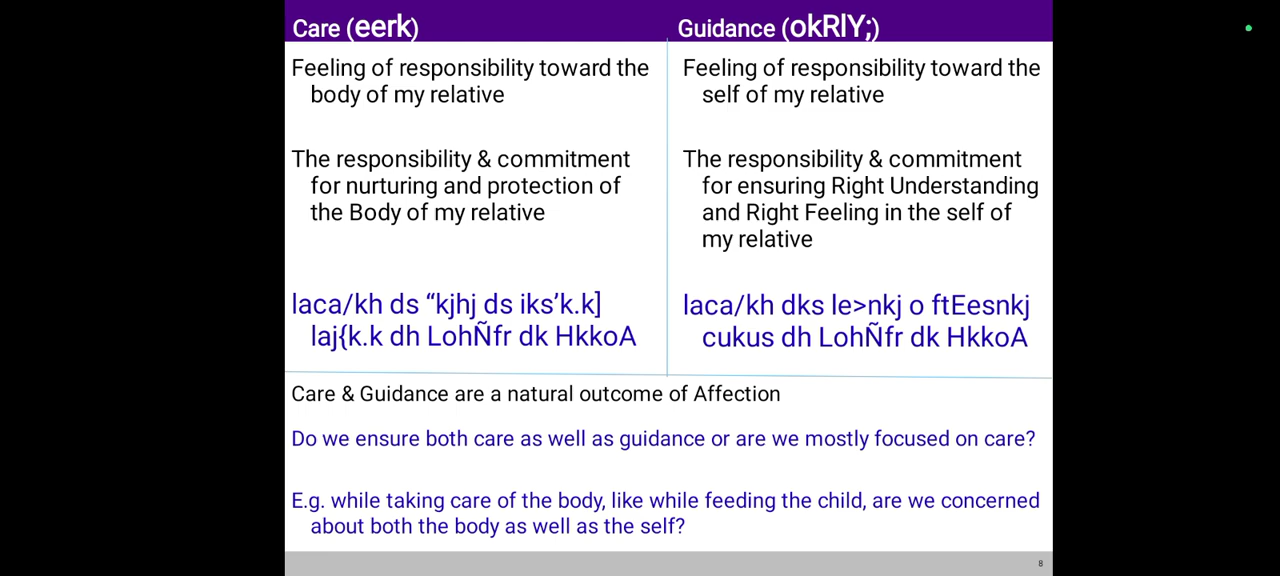 Care (eerk)
Guidance (okRlY;)
Feeling of responsibility toward the
body of my relative
The responsibility & commitment
for nurturing and protection of
the Body of my relative
laca/kh ds “kjhj ds iks’k.k]
laj{k.k dh LohÑfr dk HkkoA
Feeling of responsibility toward the
self of my relative
The responsibility & commitment
for ensuring Right Understanding
and Right Feeling in the self of
my relative
laca/kh dks le>nkj o ftEesnkj
cukus dh LohÑfr dk HkkoA
Care & Guidance are a natural outcome of Affection
Do we ensure both care as well as guidance or are we mostly focused on care?
E.g. while taking care of the body, like while feeding the child, are we concerned
about both the body as well as the self?
8